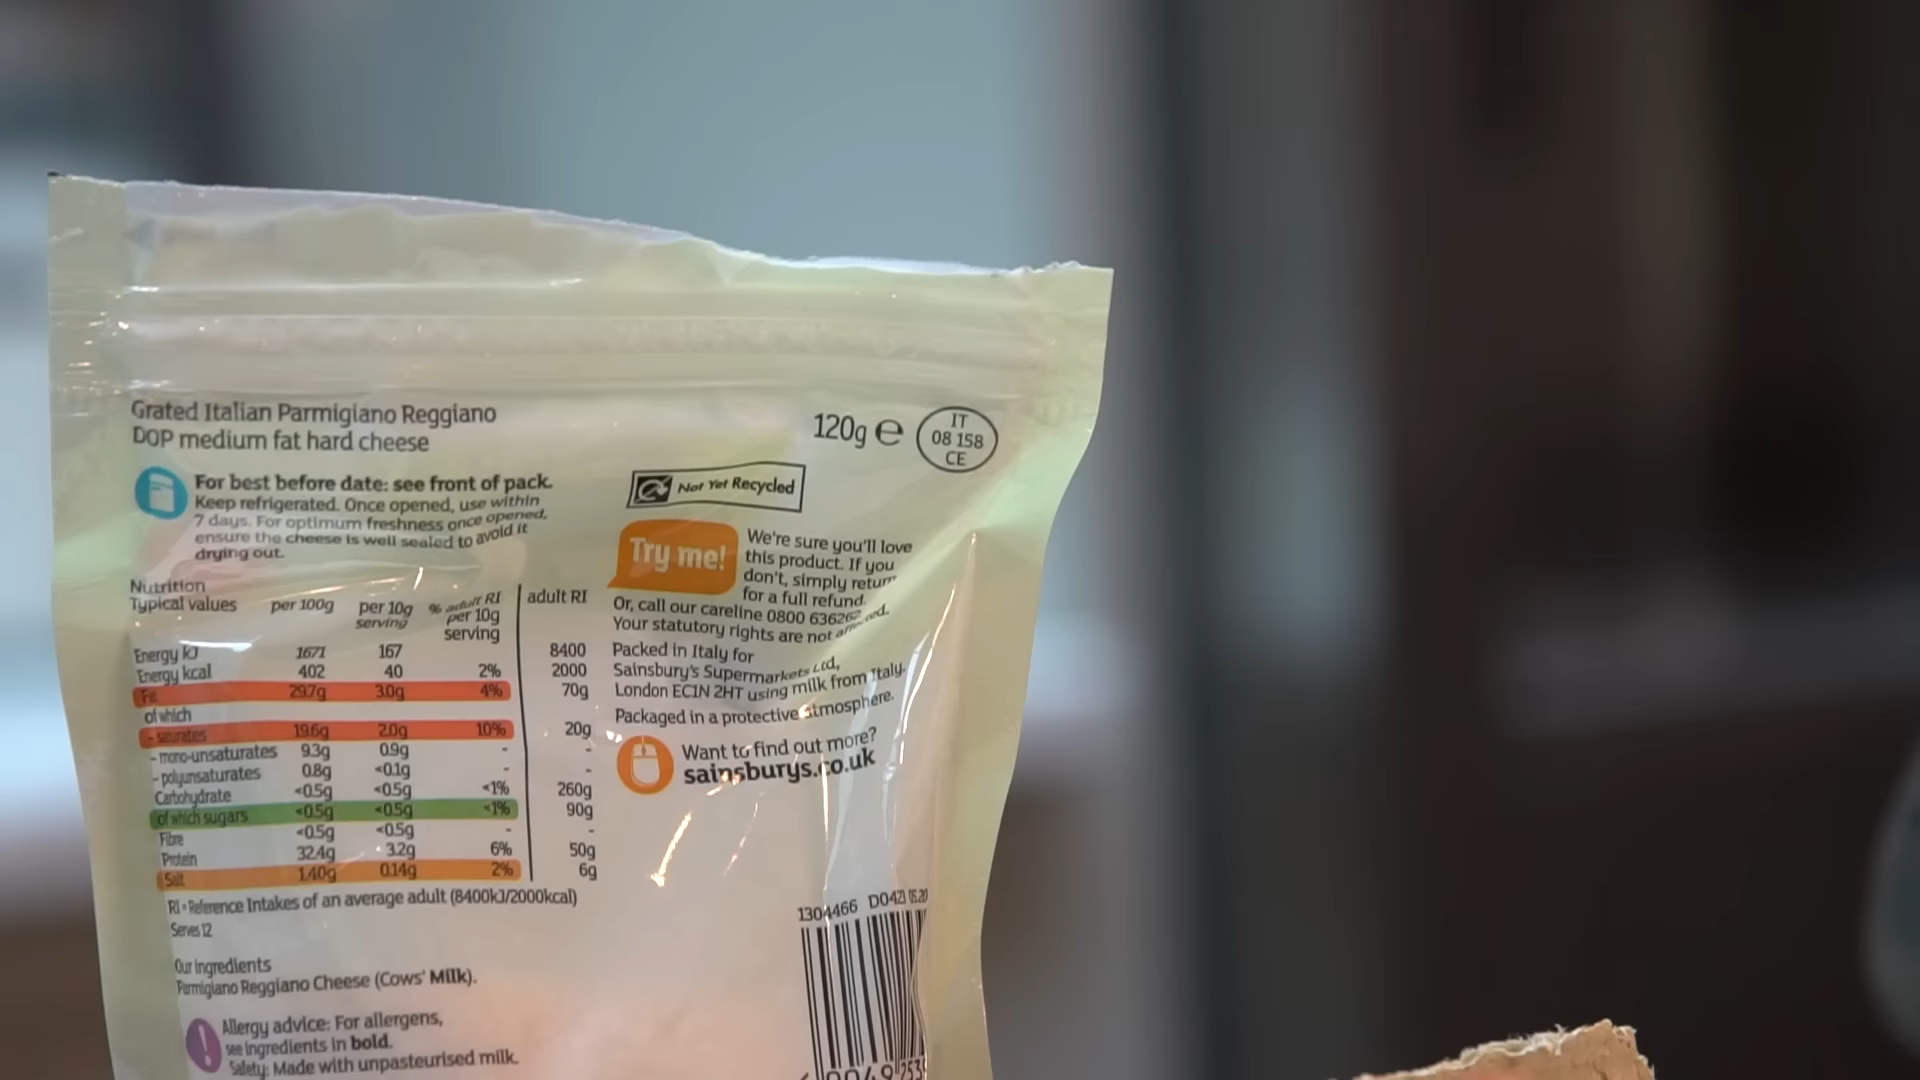 Grated Italian Parmigiano Reggiano
DOP medium fat hard cheese
120g e
IT
08 158
CE
For best before date: see front of pack.
Keep refrigerated. Once opened, use within
7 days. For optimum freshness once opened,
ensure the cheese is well sealed to avoid it
drying out.
Not Yet Recycled
Try me!
We're sure you'll love
this product. If you
don't, simply return
for a full refund.
Or, call our careline 0800 636262
Your statutory rights are not affected.
Packed in Italy for
Sainsbury's Supermarkets Ltd,
London EC1N 2HT using milk from Italy.
Packaged in a protective atmosphere.
Want to find out more?
sainsburys.co.uk
Nutrition
Typical values per 100g per 10g serving % adult RI per 10g serving adult RI
Energy kJ 1671 167 8400
Energy kcal 402 40 2% 2000
Fat 29.7g 3.0g 4% 70g
of which
- saturates 19.6g 2.0g 10% 20g
- mono-unsaturates 9.3g 0.9g - -
- polyunsaturates 0.8g <0.1g - -
Carbohydrate <0.5g <0.5g <1% 260g
of which sugars <0.5g <0.5g <1% 90g
Fibre <0.5g <0.5g - -
Protein 32.4g 3.2g 6% 50g
Salt 1.40g 0.14g 2% 6g
RI = Reference Intakes of an average adult (8400kJ/2000kcal)
Serves 12
Our ingredients
Parmigiano Reggiano Cheese (Cows' Milk).
Allergy advice: For allergens,
see ingredients in bold.
Safety: Made with unpasteurised milk.
1304466